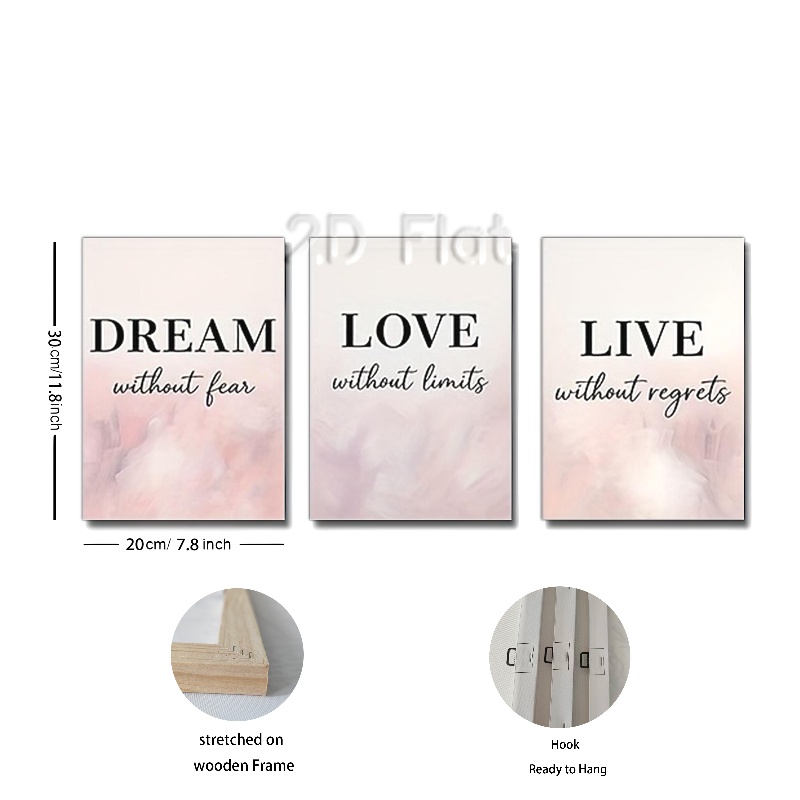 2D Flat
DREAM
without fear
LOVE
without limits
LIVE
without regrets
30cm/11.8inch
20cm/ 7.8 inch
stretched on
wooden Frame
Hook
Ready to Hang